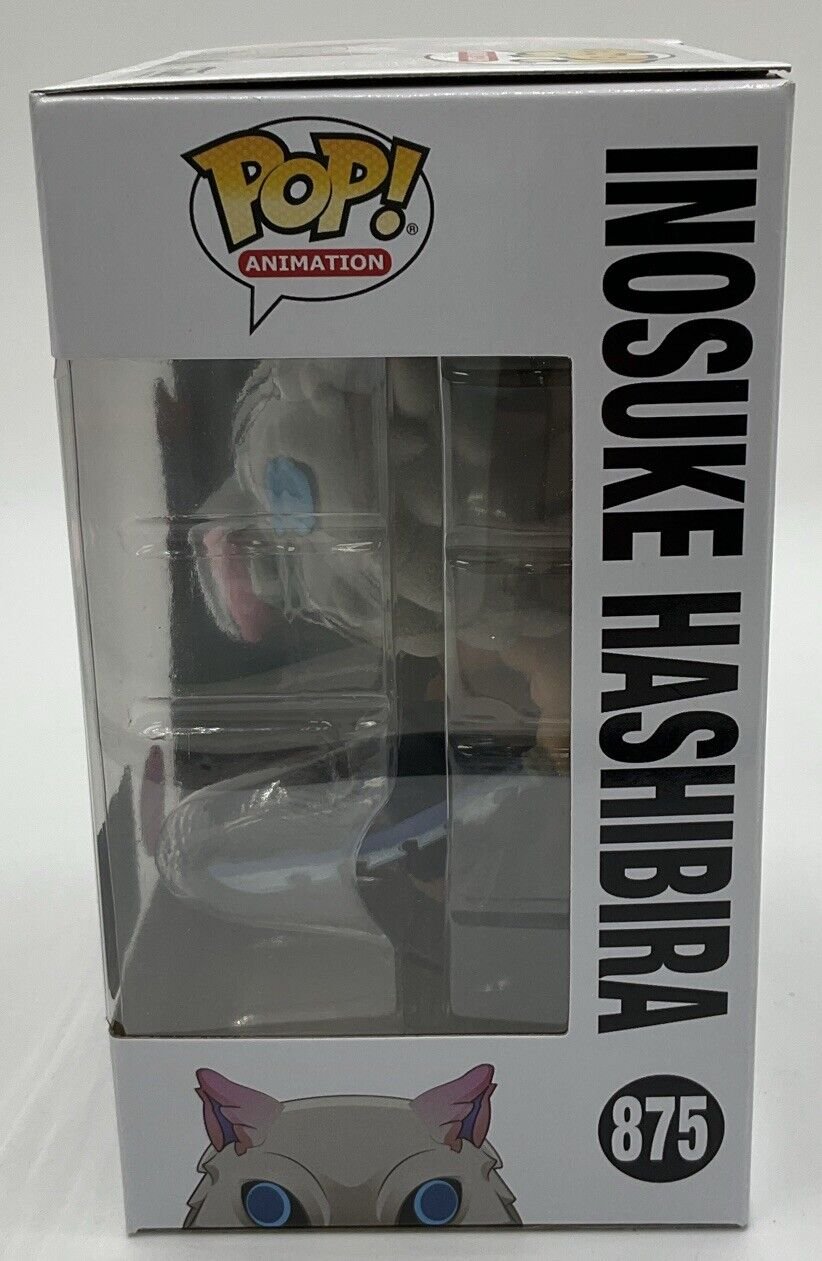 POP!®
ANIMATION
INOSUKE HASHIBIRA
875